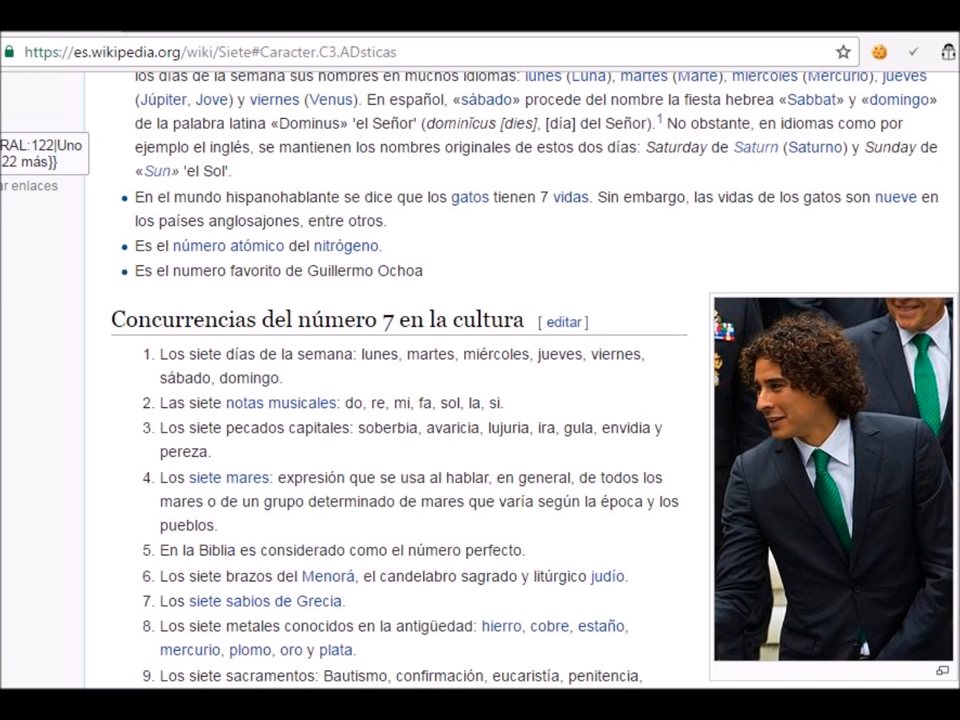 https://es.wikipedia.org/wiki/Siete#Caracter.C3.ADsticas
los días de la semana sus nombres en muchos idiomas: lunes (Luna), martes (Marte), miércoles (Mercurio), jueves
(Júpiter, Jove) y viernes (Venus). En español, «sábado» procede del nombre la fiesta hebrea «Sabbat» y «domingo»
de la palabra latina «Dominus» 'el Señor' (dominĭcus [dies], [día] del Señor).1 No obstante, en idiomas como por
ejemplo el inglés, se mantienen los nombres originales de estos dos días: Saturday de Saturn (Saturno) y Sunday de
«Sun» 'el Sol'.
RAL:122|Uno
22 más}}
ar enlaces
• En el mundo hispanohablante se dice que los gatos tienen 7 vidas. Sin embargo, las vidas de los gatos son nueve en
los países anglosajones, entre otros.
• Es el número atómico del nitrógeno.
• Es el numero favorito de Guillermo Ochoa
Concurrencias del número 7 en la cultura [ editar ]
1. Los siete días de la semana: lunes, martes, miércoles, jueves, viernes,
sábado, domingo.
2. Las siete notas musicales: do, re, mi, fa, sol, la, si.
3. Los siete pecados capitales: soberbia, avaricia, lujuria, ira, gula, envidia y
pereza.
4. Los siete mares: expresión que se usa al hablar, en general, de todos los
mares o de un grupo determinado de mares que varía según la época y los
pueblos.
5. En la Biblia es considerado como el número perfecto.
6. Los siete brazos del Menorá, el candelabro sagrado y litúrgico judío.
7. Los siete sabios de Grecia.
8. Los siete metales conocidos en la antigüedad: hierro, cobre, estaño,
mercurio, plomo, oro y plata.
9. Los siete sacramentos: Bautismo, confirmación, eucaristía, penitencia,